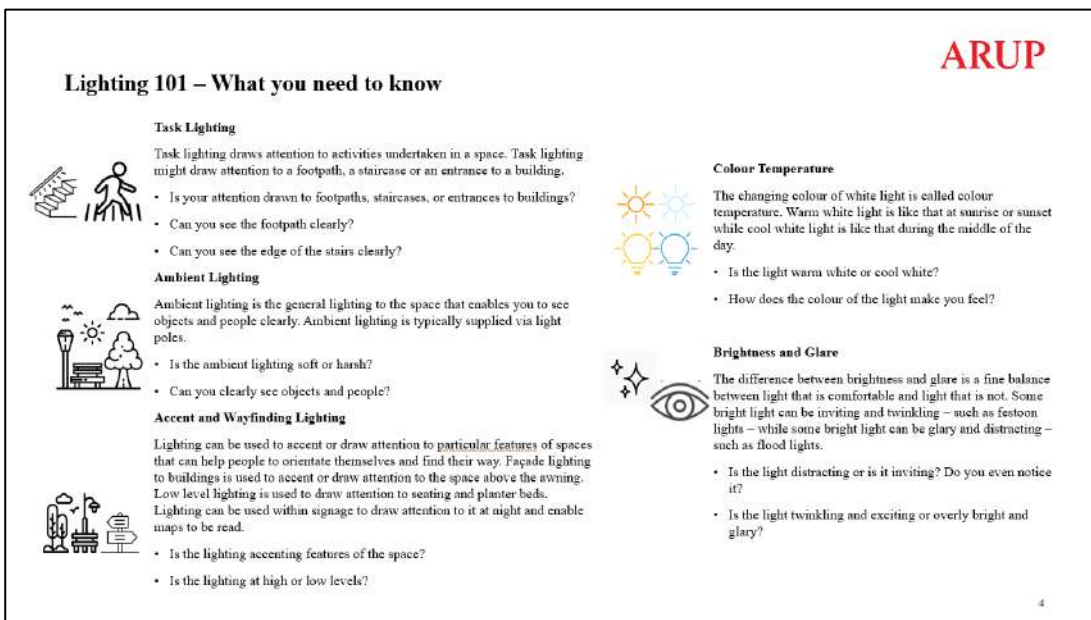 ARUP
Lighting 101 – What you need to know
Task Lighting
Task lighting draws attention to activities undertaken in a space. Task lighting
might draw attention to a footpath, a staircase or an entrance to a building.
• Is your attention drawn to footpaths, staircases, or entrances to buildings?
• Can you see the footpath clearly?
• Can you see the edge of the stairs clearly?
Ambient Lighting
Ambient lighting is the general lighting to the space that enables you to see
objects and people clearly. Ambient lighting is typically supplied via light
poles.
• Is the ambient lighting soft or harsh?
• Can you clearly see objects and people?
Accent and Wayfinding Lighting
Lighting can be used to accent or draw attention to particular features of spaces
that can help people to orientate themselves and find their way. Façade lighting
to buildings is used to accent or draw attention to the space above the awning.
Low level lighting is used to draw attention to seating and planter beds.
Lighting can be used within signage to draw attention to it at night and enable
maps to be read.
• Is the lighting accenting features of the space?
• Is the lighting at high or low levels?
Colour Temperature
The changing colour of white light is called colour
temperature. Warm white light is like that at sunrise or sunset
while cool white light is like that during the middle of the
day.
• Is the light warm white or cool white?
• How does the colour of the light make you feel?
Brightness and Glare
The difference between brightness and glare is a fine balance
between light that is comfortable and light that is not. Some
bright light can be inviting and twinkling – such as festoon
lights – while some bright light can be glary and distracting –
such as flood lights.
• Is the light distracting or is it inviting? Do you even notice
it?
• Is the light twinkling and exciting or overly bright and
glary?
4